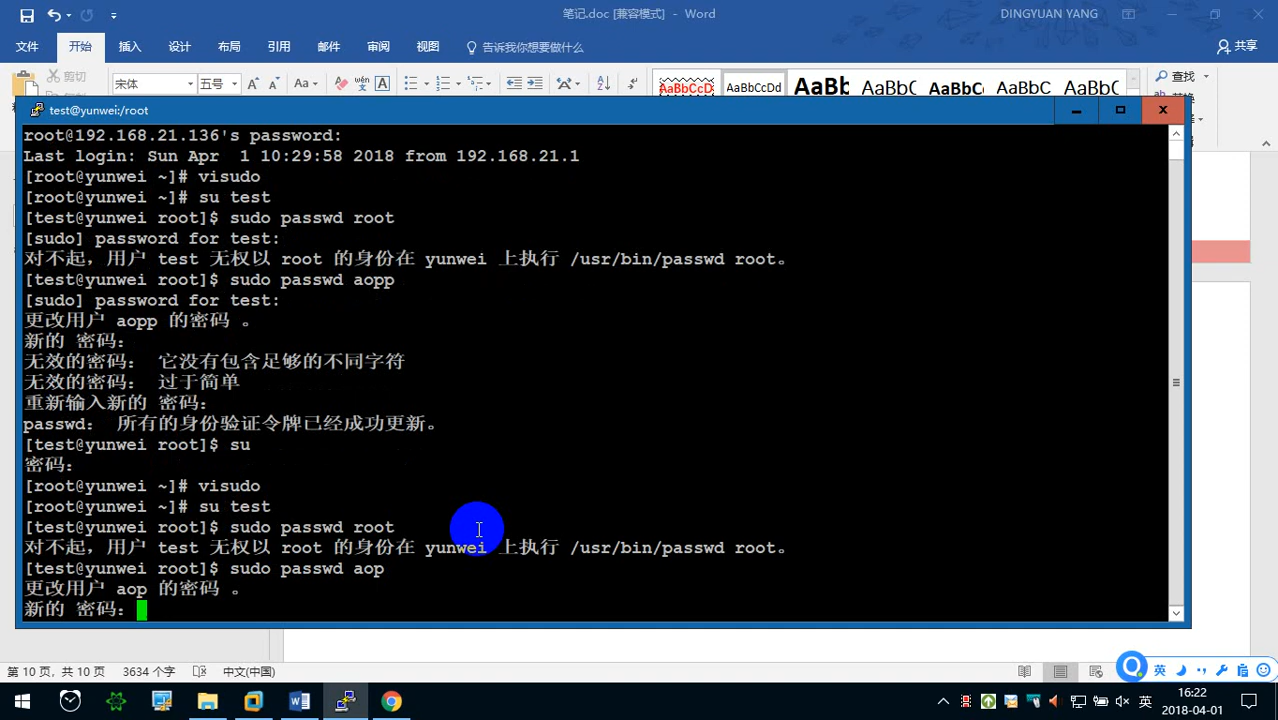 笔记.doc [兼容模式] - Word
DINGYUAN YANG
文件 开始 插入 设计 布局 引用 邮件 审阅 视图 告诉我你想要做什么 共享
剪切 宋体 五号 Aa wén A AaBbCcD AaBbCcDd AaBb AaBbC AaBbCc AaBbC AaBbCcD 查找
test@yunwei:/root
root@192.168.21.136's password:
Last login: Sun Apr  1 10:29:58 2018 from 192.168.21.1
[root@yunwei ~]# visudo
[root@yunwei ~]# su test
[test@yunwei root]$ sudo passwd root
[sudo] password for test:
对不起，用户 test 无权以 root 的身份在 yunwei 上执行 /usr/bin/passwd root。
[test@yunwei root]$ sudo passwd aopp
[sudo] password for test:
更改用户 aopp 的密码 。
新的 密码：
无效的密码： 它没有包含足够的不同字符
无效的密码： 过于简单
重新输入新的 密码：
passwd： 所有的身份验证令牌已经成功更新。
[test@yunwei root]$ su
密码：
[root@yunwei ~]# visudo
[root@yunwei ~]# su test
[test@yunwei root]$ sudo passwd root
对不起，用户 test 无权以 root 的身份在 yunwei 上执行 /usr/bin/passwd root。
[test@yunwei root]$ sudo passwd aop
更改用户 aop 的密码 。
新的 密码：
第 10 页，共 10 页 3634 个字 中文(中国) 英
英 16:22
2018-04-01